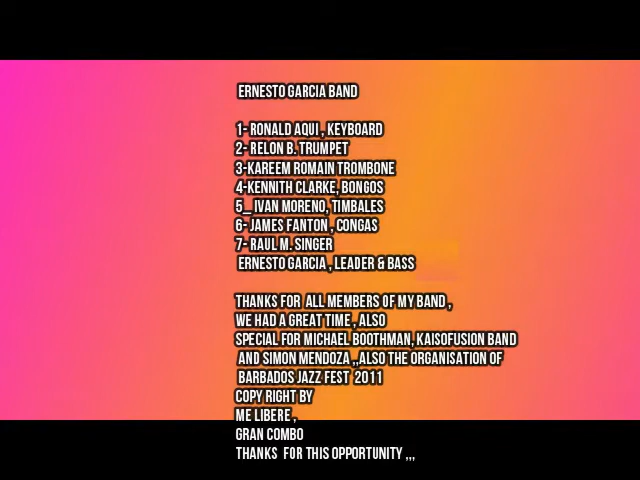 ERNESTO GARCIA BAND
1- RONALD AQUI , KEYBOARD
2- RELON B. TRUMPET
3-KAREEM ROMAIN TROMBONE
4-KENNITH CLARKE, BONGOS
5_ IVAN MORENO, TIMBALES
6- JAMES FANTON , CONGAS
7- RAUL M. SINGER
ERNESTO GARCIA , LEADER & BASS
THANKS FOR ALL MEMBERS OF MY BAND ,
WE HAD A GREAT TIME , ALSO
SPECIAL FOR MICHAEL BOOTHMAN, KAISOFUSION BAND
AND SIMON MENDOZA ,,ALSO THE ORGANISATION OF
BARBADOS JAZZ FEST 2011
COPY RIGHT BY
ME LIBERE ,
GRAN COMBO
THANKS FOR THIS OPPORTUNITY ,,,